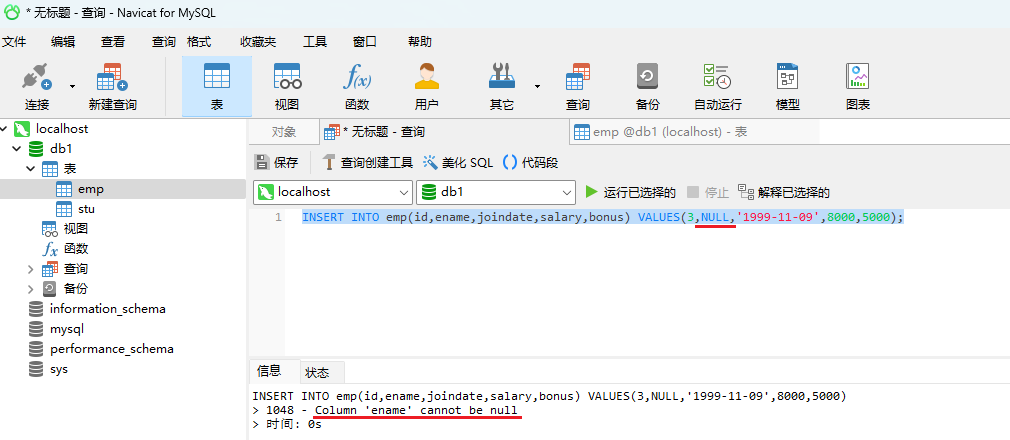 * 无标题 - 查询 - Navicat for MySQL
文件 编辑 查看 查询 格式 收藏夹 工具 窗口 帮助
连接 新建查询 表 视图 函数 用户 其它 查询 备份 自动运行 模型 图表
localhost
db1
表
emp
stu
视图
函数
查询
备份
information_schema
mysql
performance_schema
sys
对象 * 无标题 - 查询 emp @db1 (localhost) - 表
保存 查询创建工具 美化 SQL 代码段
localhost db1 运行已选择的 停止 解释已选择的
1 INSERT INTO emp(id,ename,joindate,salary,bonus) VALUES(3,NULL,'1999-11-09',8000,5000);
信息 状态
INSERT INTO emp(id,ename,joindate,salary,bonus) VALUES(3,NULL,'1999-11-09',8000,5000)
> 1048 - Column 'ename' cannot be null
> 时间: 0s